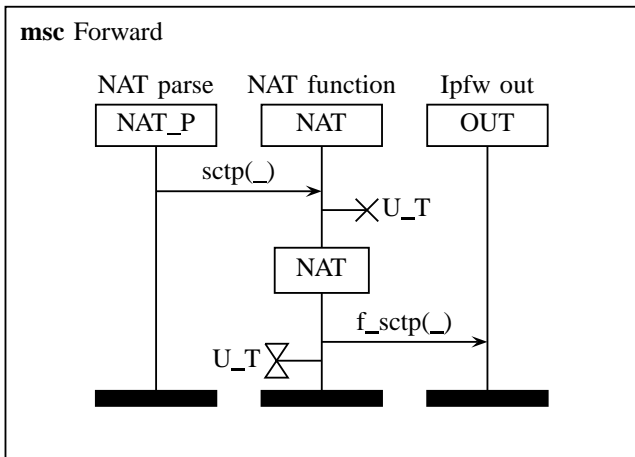 msc Forward
NAT parse NAT function Ipfw out
NAT_P NAT OUT
sctp(_)
U_T
NAT
f_sctp(_)
U_T